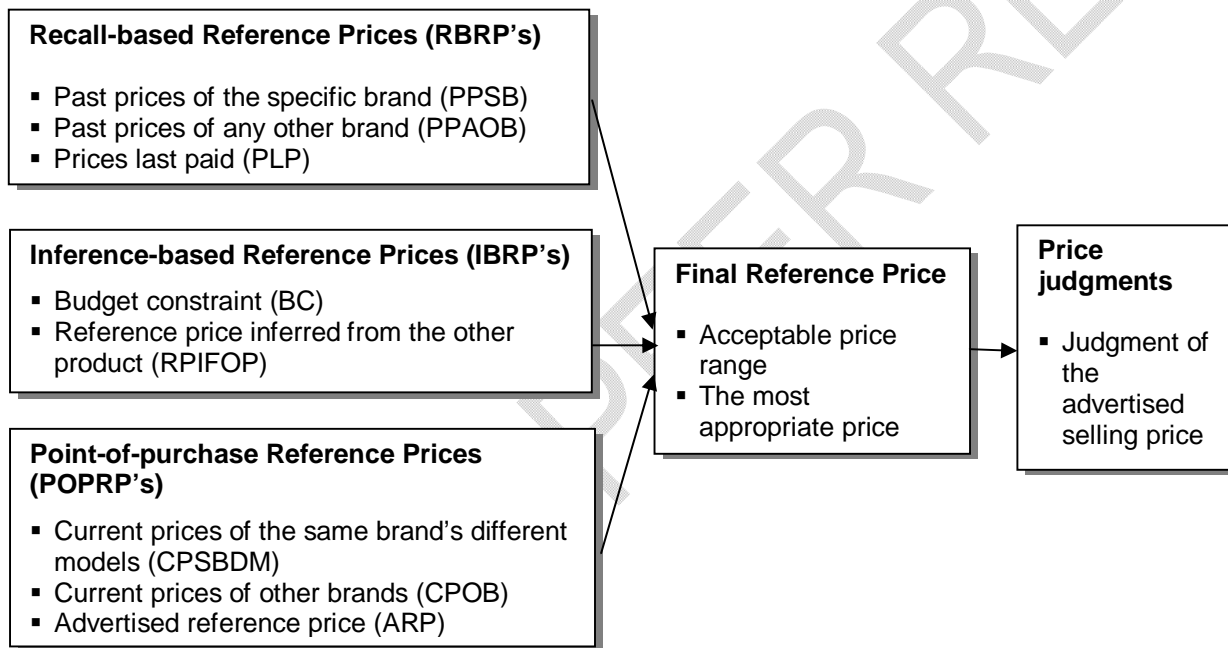 Recall-based Reference Prices (RBRP's)
▪ Past prices of the specific brand (PPSB)
▪ Past prices of any other brand (PPAOB)
▪ Prices last paid (PLP)
Inference-based Reference Prices (IBRP's)
▪ Budget constraint (BC)
▪ Reference price inferred from the other
product (RPIFOP)
Point-of-purchase Reference Prices
(POPRP's)
▪ Current prices of the same brand's different
models (CPSBDM)
▪ Current prices of other brands (CPOB)
▪ Advertised reference price (ARP)
Final Reference Price
▪ Acceptable price
range
▪ The most
appropriate price
Price
judgments
▪ Judgment of
the
advertised
selling price